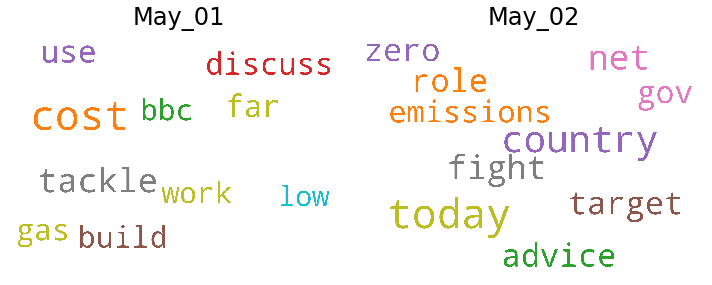 May_01
use
discuss
cost
bbc
far
tackle
work
low
gas
build
May_02
zero
net
role
gov
emissions
country
fight
today
target
advice